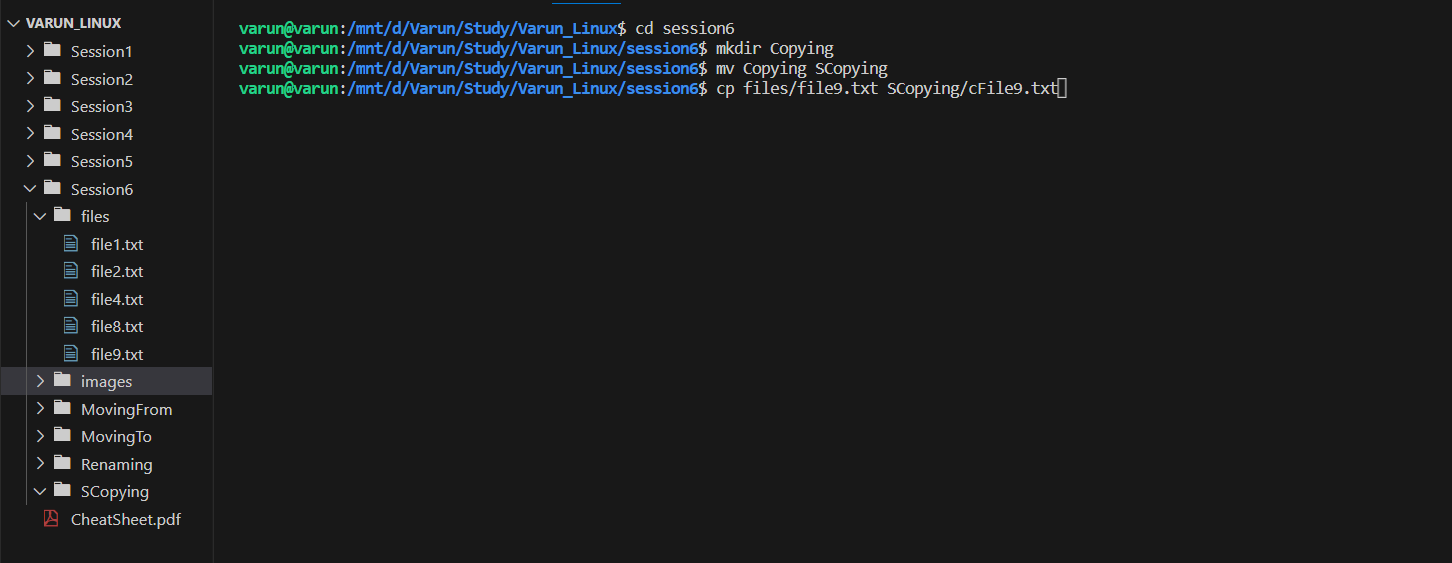 VARUN_LINUX
Session1
Session2
Session3
Session4
Session5
Session6
files
file1.txt
file2.txt
file4.txt
file8.txt
file9.txt
images
MovingFrom
MovingTo
Renaming
SCopying
CheatSheet.pdf
varun@varun:/mnt/d/Varun/Study/Varun_Linux$ cd session6
varun@varun:/mnt/d/Varun/Study/Varun_Linux/session6$ mkdir Copying
varun@varun:/mnt/d/Varun/Study/Varun_Linux/session6$ mv Copying SCopying
varun@varun:/mnt/d/Varun/Study/Varun_Linux/session6$ cp files/file9.txt SCopying/cFile9.txt